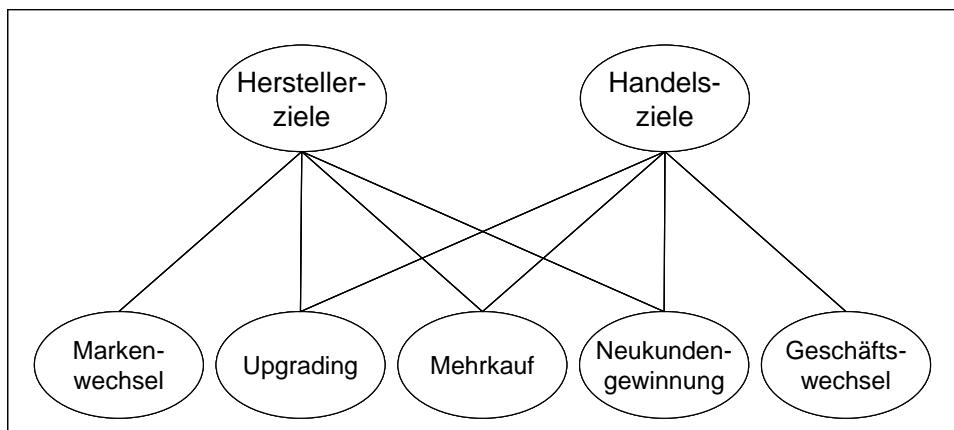 Hersteller-
ziele
Handels-
ziele
Marken-
wechsel
Upgrading
Mehrkauf
Neukunden-
gewinnung
Geschäfts-
wechsel